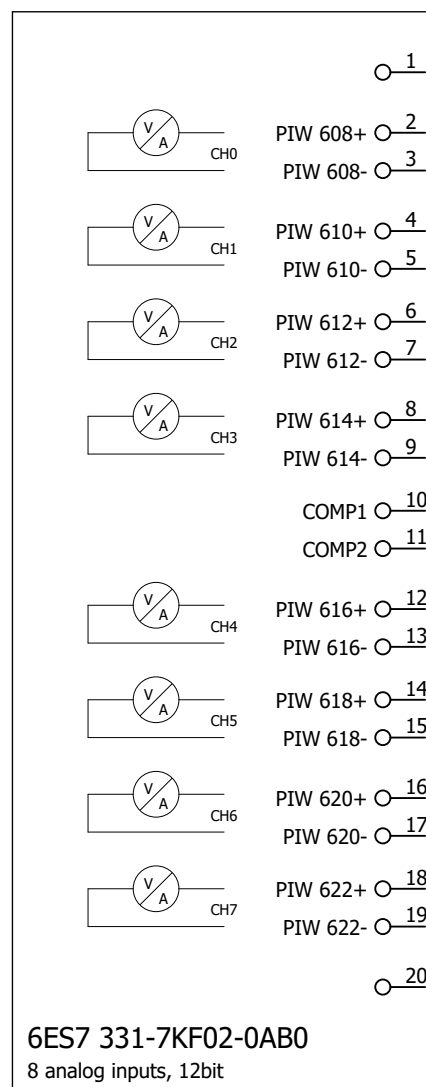 1
V
A
CH0
PIW 608+ 2
PIW 608- 3
V
A
CH1
PIW 610+ 4
PIW 610- 5
V
A
CH2
PIW 612+ 6
PIW 612- 7
V
A
CH3
PIW 614+ 8
PIW 614- 9
COMP1 10
COMP2 11
V
A
CH4
PIW 616+ 12
PIW 616- 13
V
A
CH5
PIW 618+ 14
PIW 618- 15
V
A
CH6
PIW 620+ 16
PIW 620- 17
V
A
CH7
PIW 622+ 18
PIW 622- 19
20
6ES7 331-7KF02-0AB0
8 analog inputs, 12bit